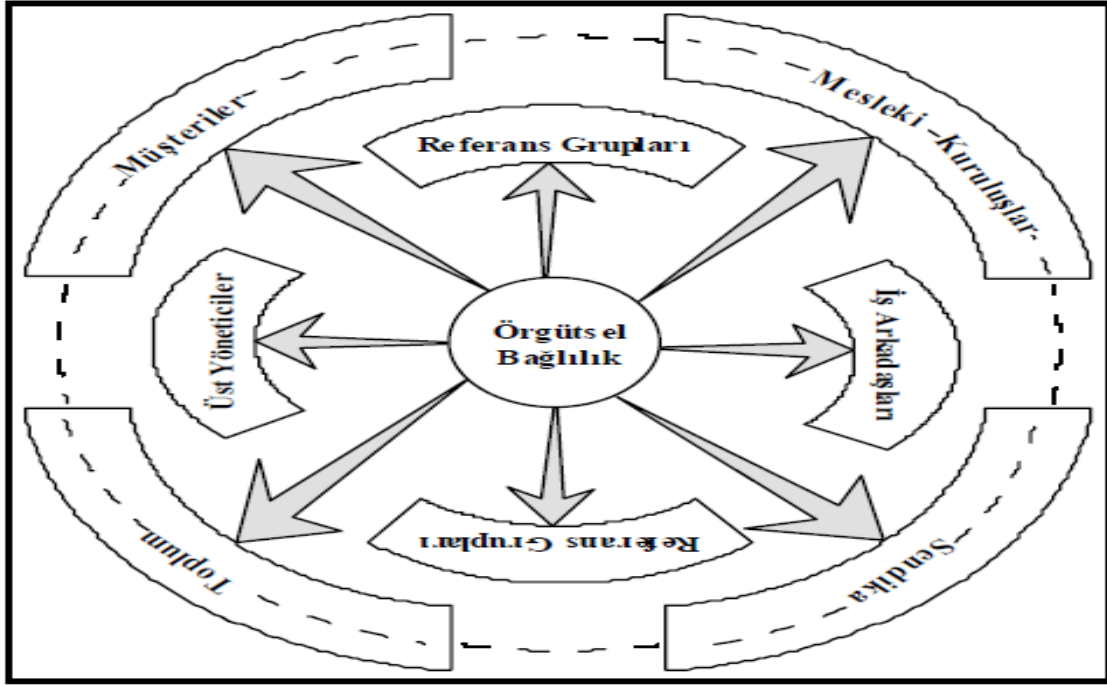 Müşteriler
Mesleki –Kuruluşlar
Referans Grupları
Üst Yöneticiler
Örgütsel
Bağlılık
İş Arkadaşları
Referans Grupları
Toplum
Sendika